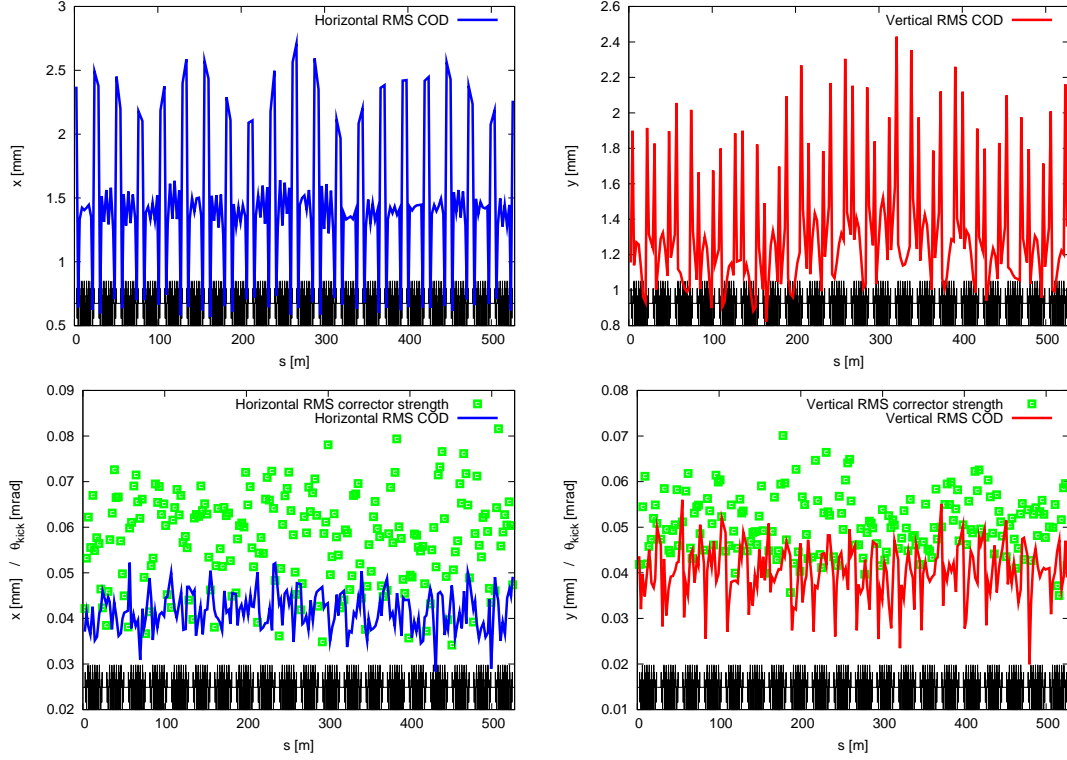 Horizontal RMS COD
3
2.5
2
1.5
1
0.5
x [mm]
0 100 200 300 400 500
s [m]
Vertical RMS COD
2.6
2.4
2.2
2
1.8
1.6
1.4
1.2
1
0.8
y [mm]
0 100 200 300 400 500
s [m]
Horizontal RMS corrector strength
Horizontal RMS COD
0.09
0.08
0.07
0.06
0.05
0.04
0.03
0.02
x [mm] / θkick [mrad]
0 100 200 300 400 500
s [m]
Vertical RMS corrector strength
Vertical RMS COD
0.08
0.07
0.06
0.05
0.04
0.03
0.02
0.01
y [mm] / θkick [mrad]
0 100 200 300 400 500
s [m]